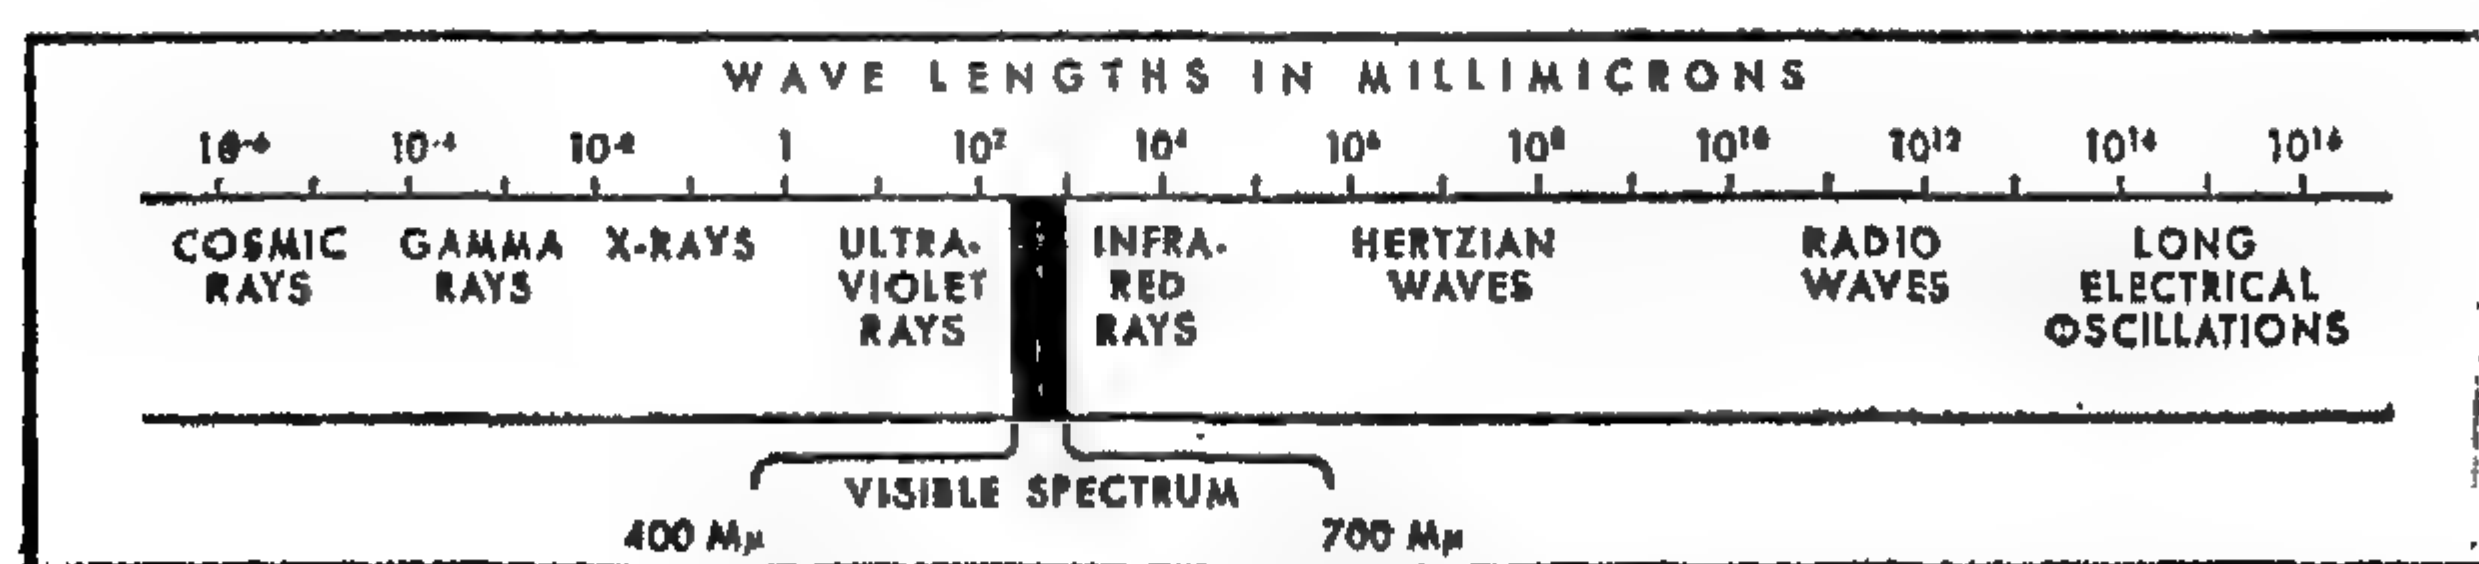 WAVE LENGTHS IN MILLIMICRONS
10⁻⁶ 10⁻⁴ 10⁻² 1 10² 10⁴ 10⁶ 10⁸ 10¹⁰ 10¹² 10¹⁴ 10¹⁶
COSMIC GAMMA X-RAYS ULTRA- INFRA- HERTZIAN RADIO LONG
RAYS RAYS VIOLET RED WAVES WAVES ELECTRICAL
RAYS RAYS OSCILLATIONS
VISIBLE SPECTRUM
400 Mμ 700 Mμ